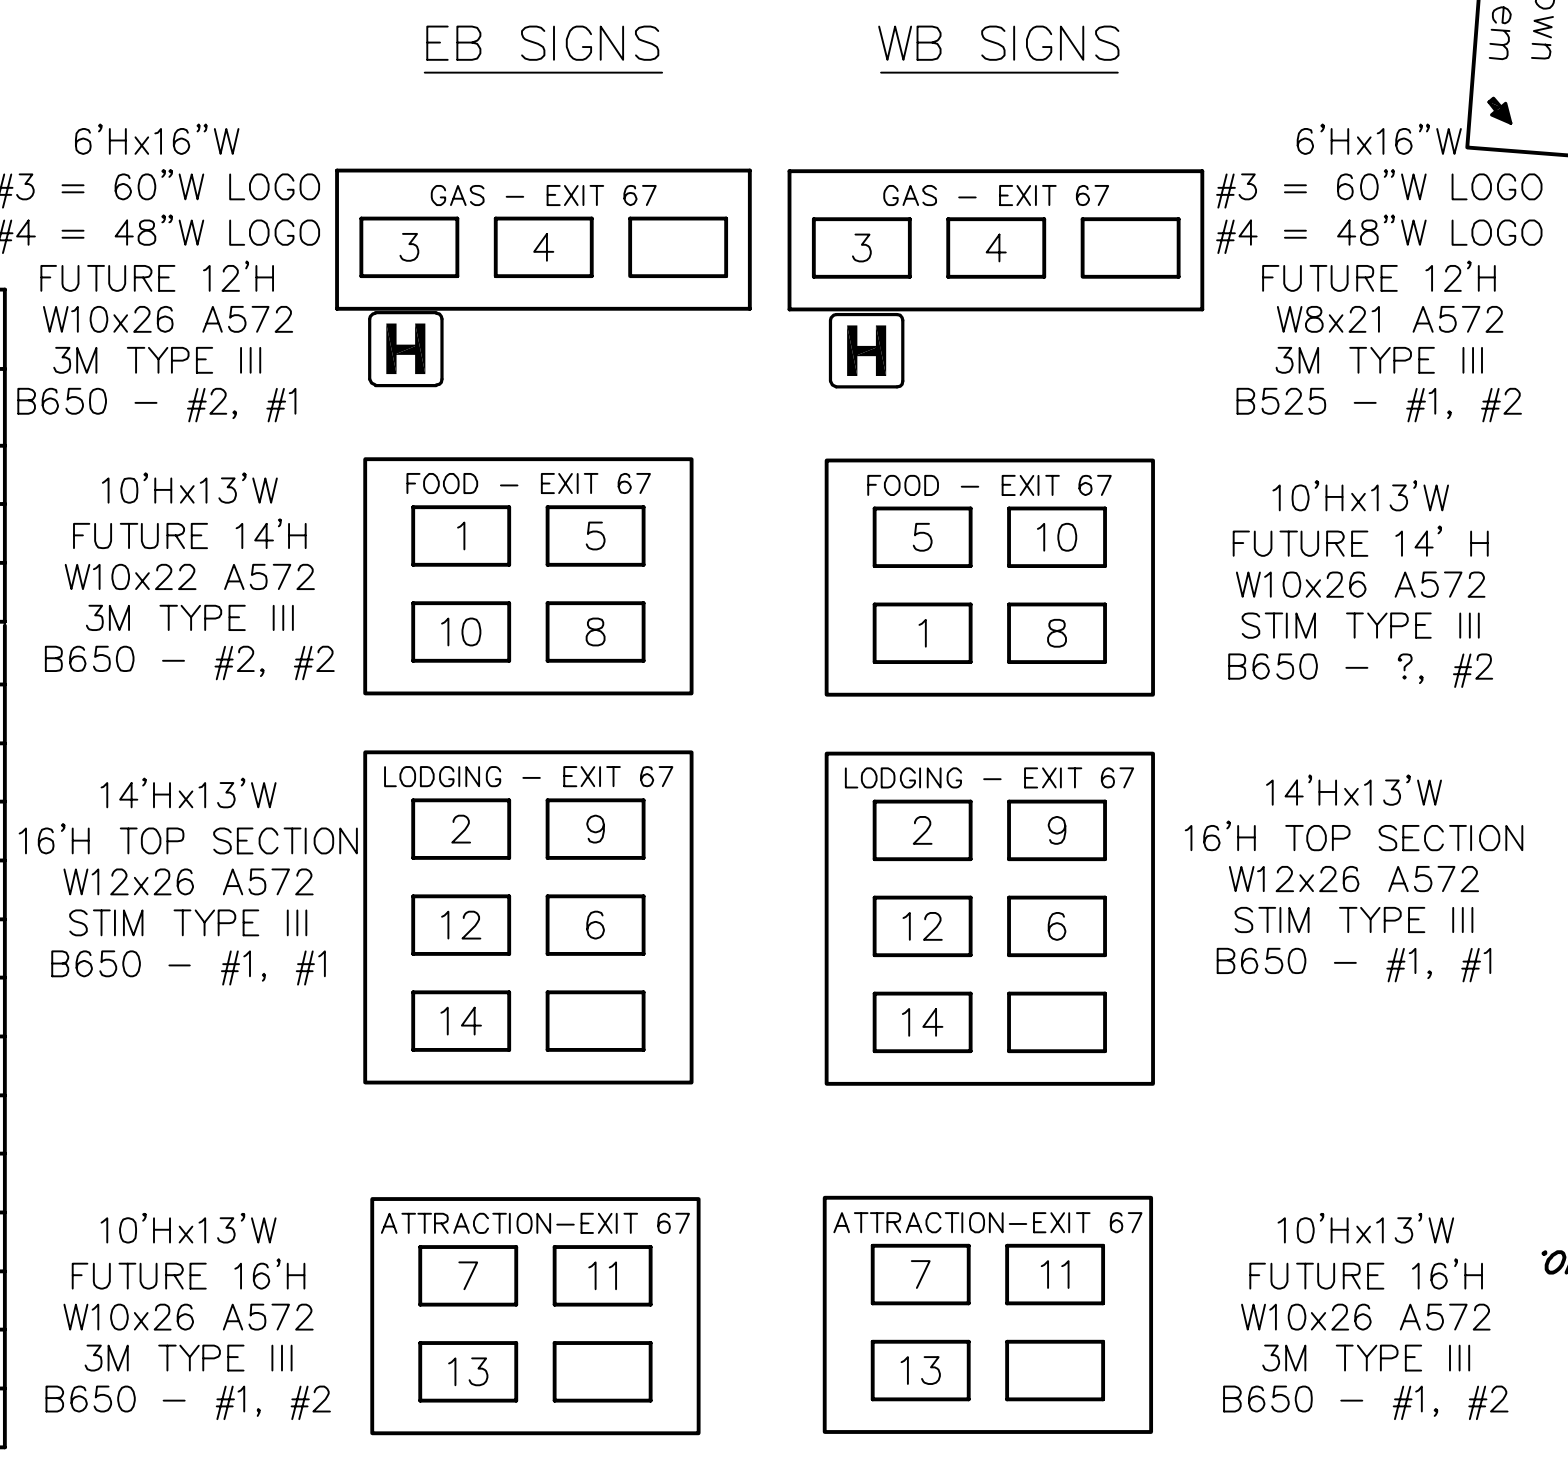 EB SIGNS
WB SIGNS
own
em
6'Hx16"W
#3 = 60"W LOGO
#4 = 48"W LOGO
FUTURE 12'H
W10x26 A572
3M TYPE III
B650 – #2, #1
GAS – EXIT 67
3 4
H
GAS – EXIT 67
3 4
H
6'Hx16"W
#3 = 60"W LOGO
#4 = 48"W LOGO
FUTURE 12'H
W8x21 A572
3M TYPE III
B525 – #1, #2
10'Hx13'W
FUTURE 14'H
W10x22 A572
3M TYPE III
B650 – #2, #2
FOOD – EXIT 67
1 5
10 8
FOOD – EXIT 67
5 10
1 8
10'Hx13'W
FUTURE 14' H
W10x26 A572
STIM TYPE III
B650 – ?, #2
14'Hx13'W
16'H TOP SECTION
W12x26 A572
STIM TYPE III
B650 – #1, #1
LODGING – EXIT 67
2 9
12 6
14
LODGING – EXIT 67
2 9
12 6
14
14'Hx13'W
16'H TOP SECTION
W12x26 A572
STIM TYPE III
B650 – #1, #1
10'Hx13'W
FUTURE 16'H
W10x26 A572
3M TYPE III
B650 – #1, #2
ATTRACTION–EXIT 67
7 11
13
ATTRACTION–EXIT 67
7 11
13
10'Hx13'W
FUTURE 16'H
W10x26 A572
3M TYPE III
B650 – #1, #2